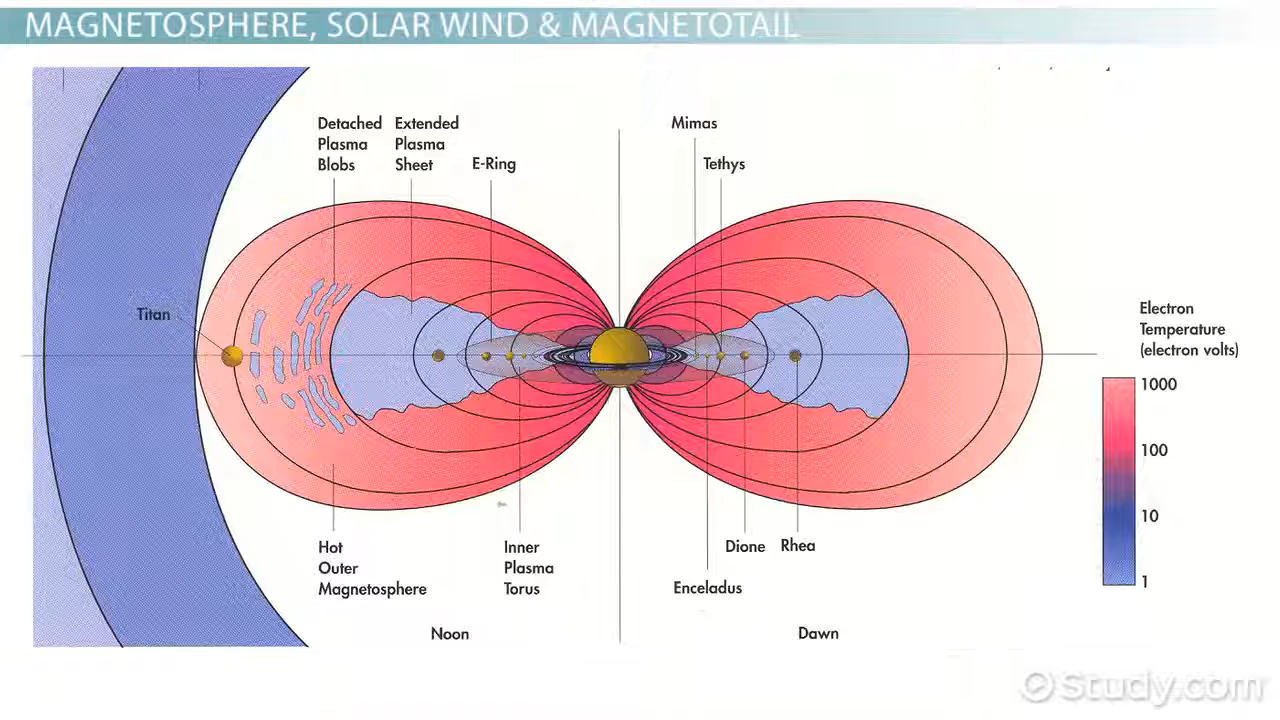 MAGNETOSPHERE, SOLAR WIND & MAGNETOTAIL
Detached
Plasma
Blobs
Extended
Plasma
Sheet
E-Ring
Mimas
Tethys
Titan
Electron
Temperature
(electron volts)
1000
100
10
1
Hot
Outer
Magnetosphere
Inner
Plasma
Torus
Dione
Rhea
Enceladus
Noon
Dawn
Study.com